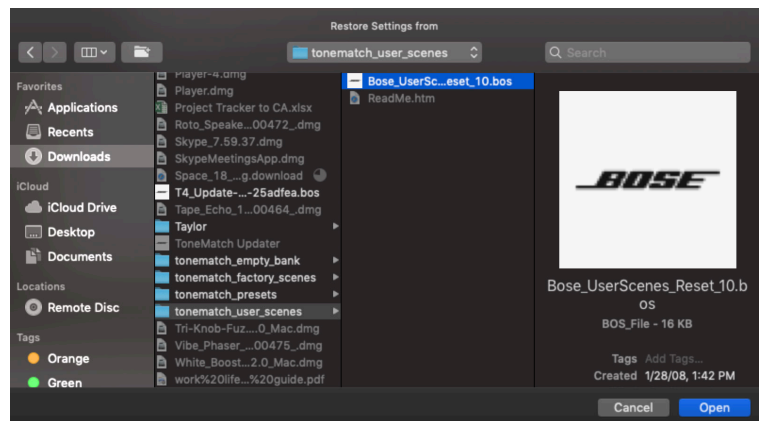 Restore Settings from
tonematch_user_scenes
Search
Favorites
Applications
Recents
Downloads
iCloud
iCloud Drive
Desktop
Documents
Locations
Remote Disc
Tags
Orange
Green
Player-4.dmg
Player.dmg
Project Tracker to CA.xlsx
Roto_Speake...00472_.dmg
Skype_7.59.37.dmg
SkypeMeetingsApp.dmg
Space_18_...g.download
T4_Update-...-25adfea.bos
Tape_Echo_1...00464_.dmg
Taylor
ToneMatch Updater
tonematch_empty_bank
tonematch_factory_scenes
tonematch_presets
tonematch_user_scenes
Tri-Knob-Fuz....0_Mac.dmg
Vibe_Phaser_...00475_.dmg
White_Boost...2.0_Mac.dmg
work%20life...%20guide.pdf
Bose_UserSc...eset_10.bos
ReadMe.htm
BOSE
Bose_UserScenes_Reset_10.b
os
BOS_File - 16 KB
Tags Add Tags...
Created 1/28/08, 1:42 PM
Cancel
Open